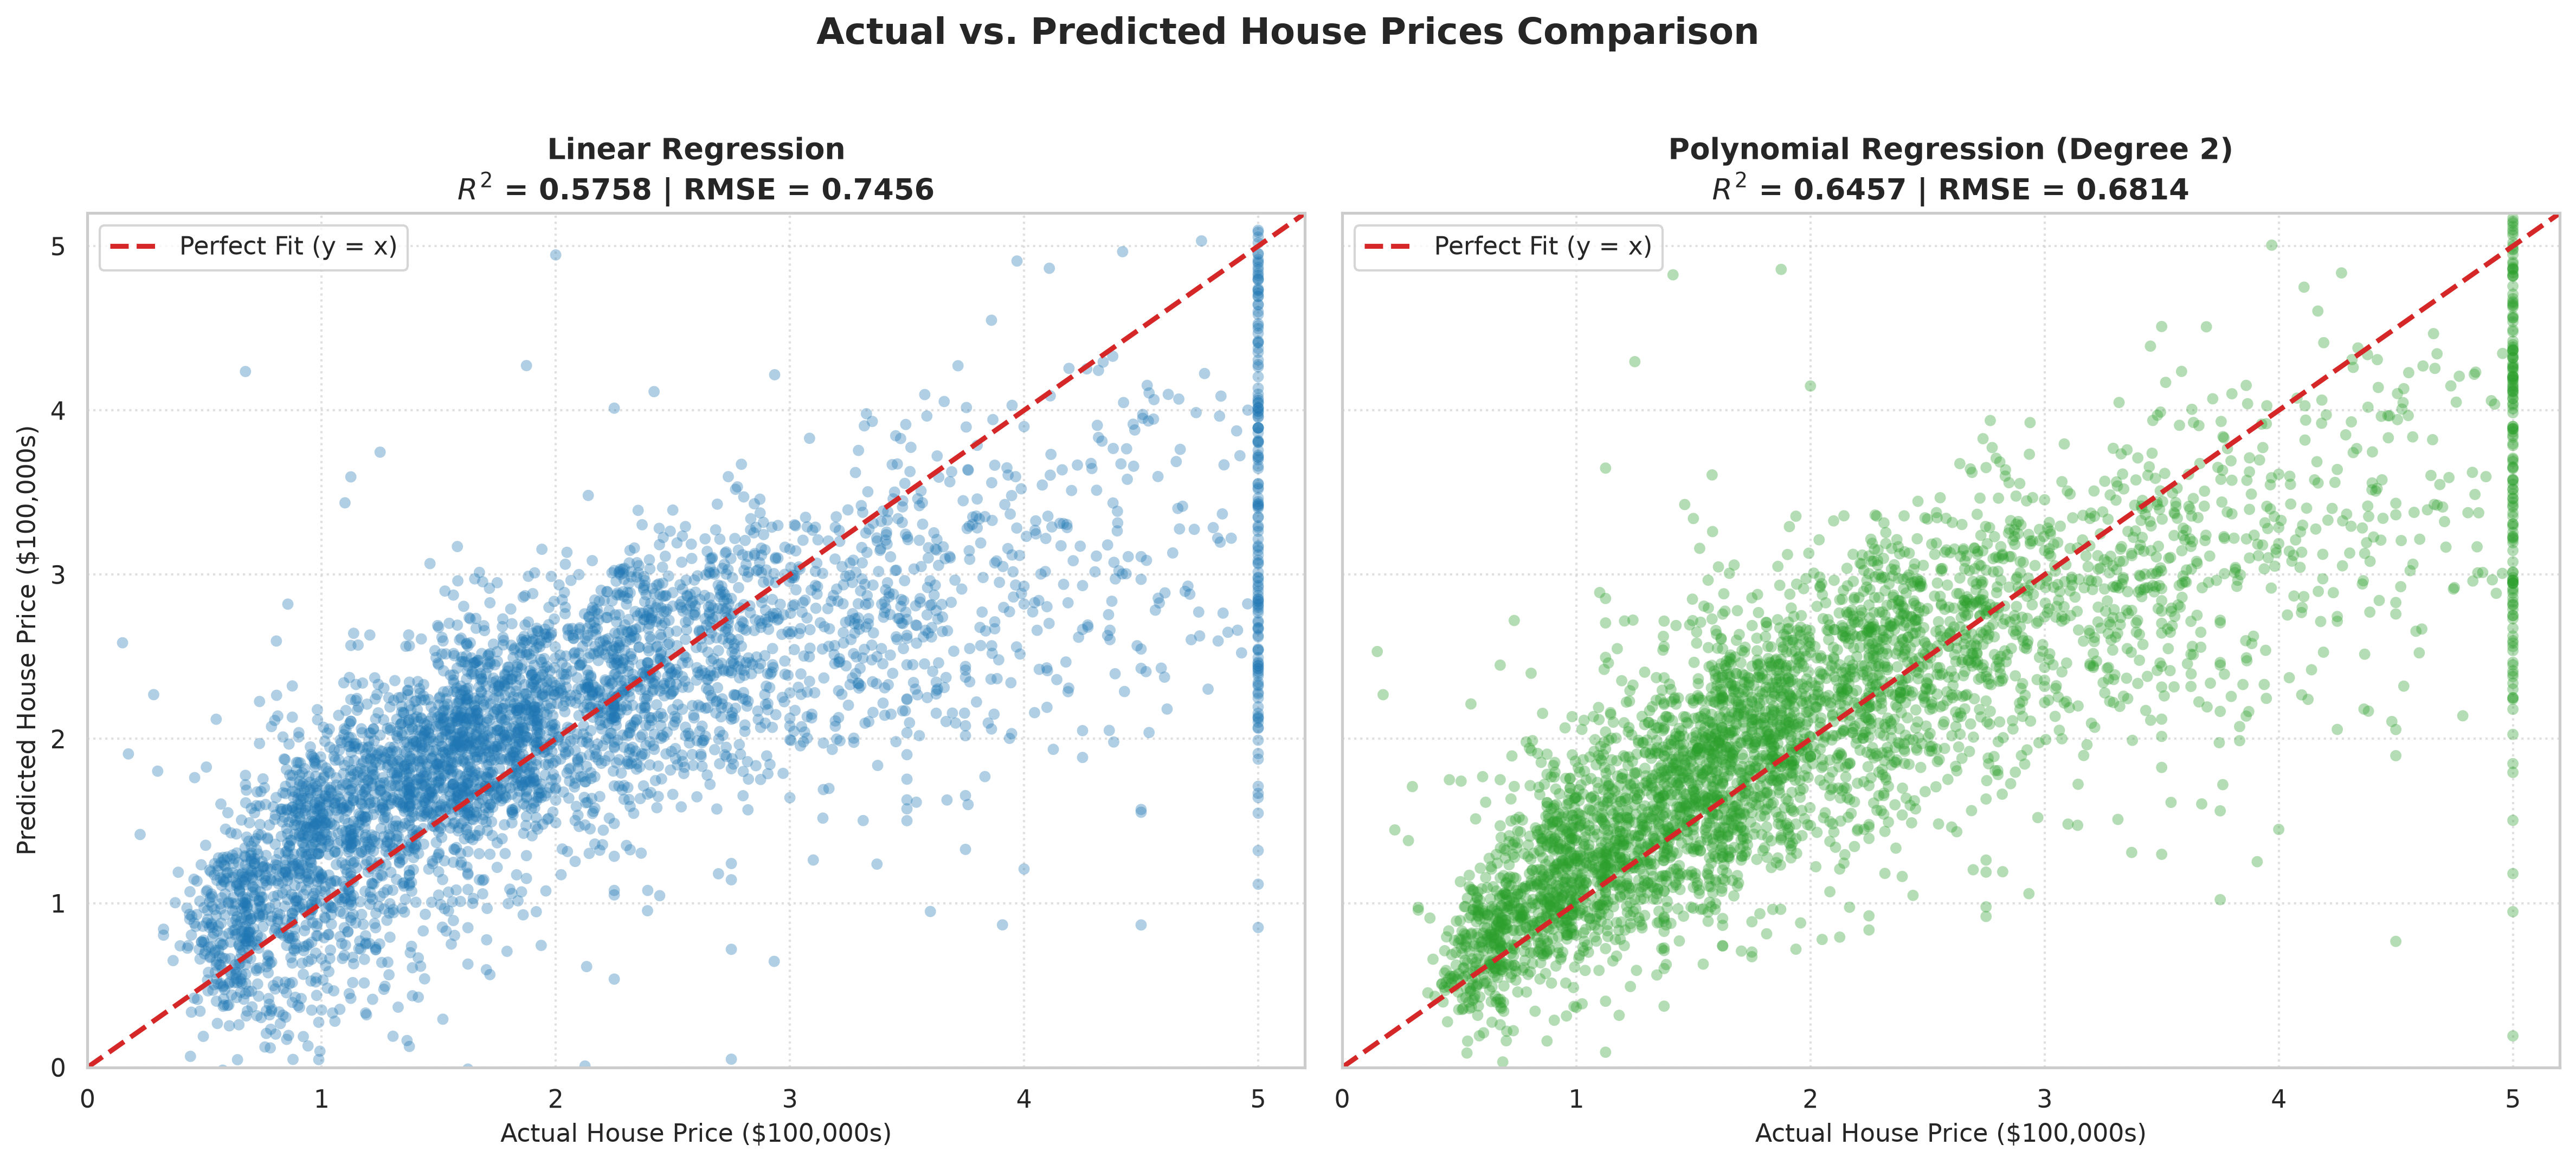 Actual vs. Predicted House Prices Comparison
Linear Regression
R² = 0.5758 | RMSE = 0.7456
Perfect Fit (y = x)
Predicted House Price ($100,000s)
5
4
3
2
1
0
0 1 2 3 4 5
Actual House Price ($100,000s)
Polynomial Regression (Degree 2)
R² = 0.6457 | RMSE = 0.6814
Perfect Fit (y = x)
0 1 2 3 4 5
Actual House Price ($100,000s)